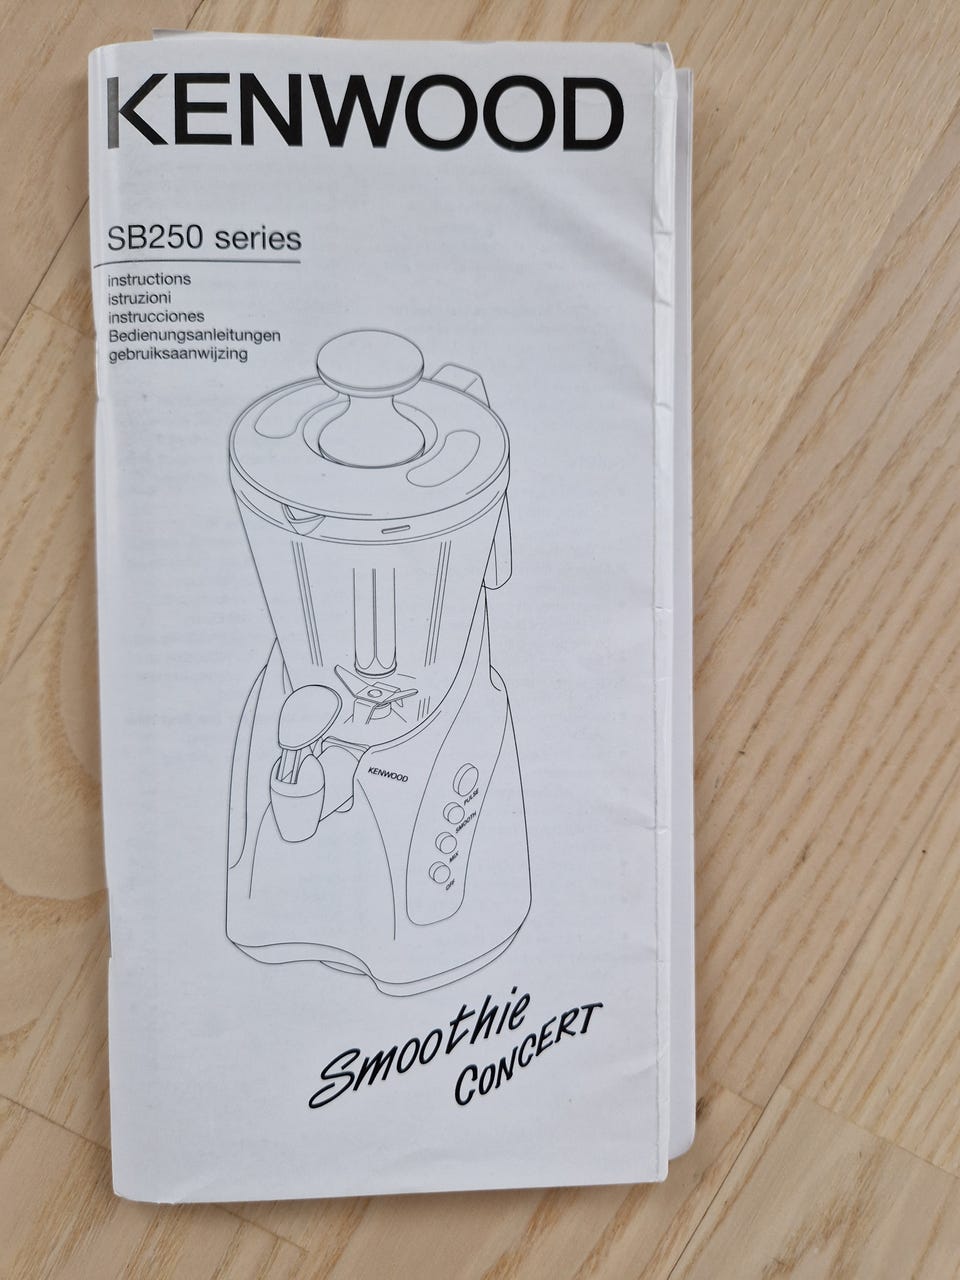 KENWOOD
SB250 series
instructions
istruzioni
instrucciones
Bedienungsanleitungen
gebruiksaanwijzing
KENWOOD
PULSE
SMOOTH
MIX
OFF
Smoothie
CONCERT